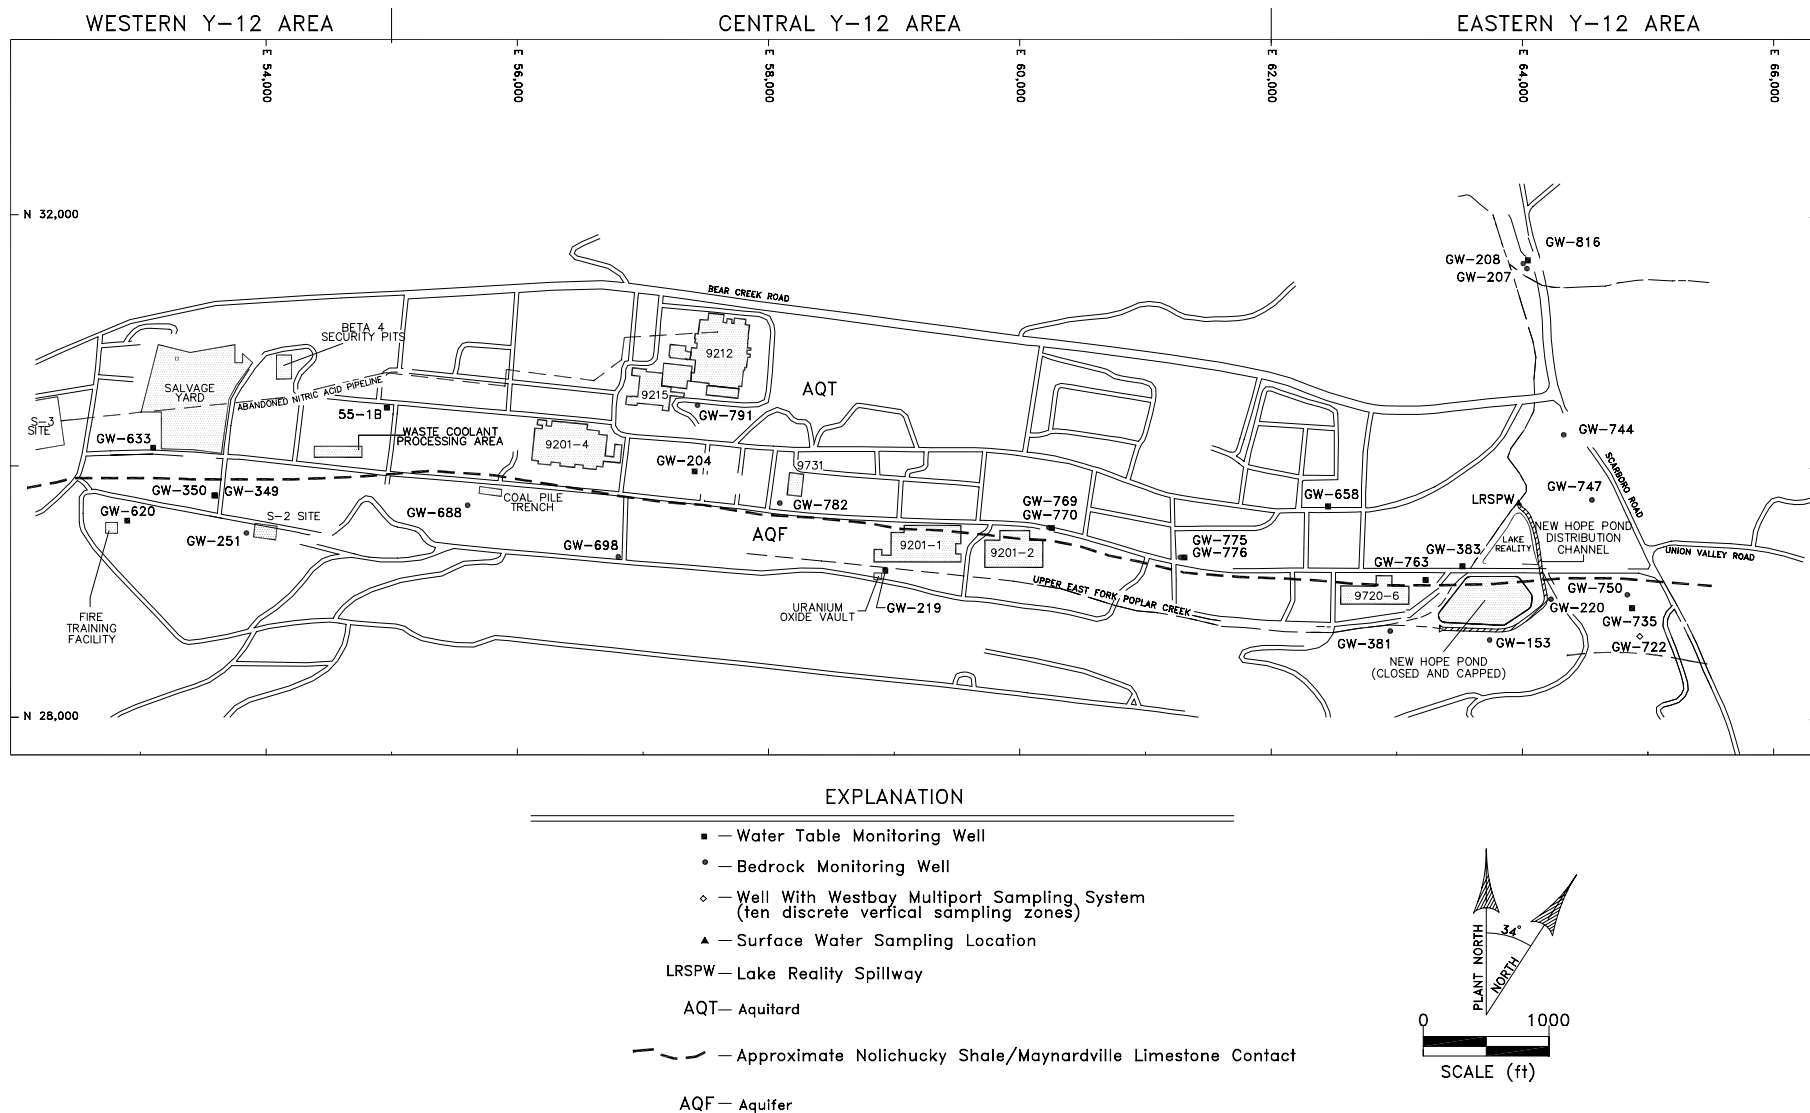 WESTERN Y-12 AREA
CENTRAL Y-12 AREA
EASTERN Y-12 AREA
E 54,000
E 56,000
E 58,000
E 60,000
E 62,000
E 64,000
E 66,000
N 32,000
GW-816
GW-208
GW-207
BEAR CREEK ROAD
BETA 4
SECURITY PITS
9212
SALVAGE
YARD
ABANDONED NITRIC ACID PIPELINE
9215
AQT
S-3
SITE
55-1B
GW-791
GW-633
WASTE COOLANT
PROCESSING AREA
9201-4
GW-744
GW-204
9731
SCARBORO ROAD
GW-350
GW-349
GW-658
LRSPW
GW-747
GW-620
S-2 SITE
GW-688
COAL PILE
TRENCH
GW-782
GW-769
GW-770
GW-251
AQF
NEW HOPE POND
DISTRIBUTION
CHANNEL
LAKE
REALITY
GW-698
9201-1
9201-2
GW-775
GW-776
GW-383
GW-763
UNION VALLEY ROAD
UPPER EAST FORK POPLAR CREEK
9720-6
GW-750
GW-220
FIRE
TRAINING
FACILITY
URANIUM
OXIDE VAULT
GW-219
GW-735
GW-381
GW-153
GW-722
NEW HOPE POND
(CLOSED AND CAPPED)
N 28,000
EXPLANATION
Water Table Monitoring Well
Bedrock Monitoring Well
Well With Westbay Multiport Sampling System
(ten discrete vertical sampling zones)
Surface Water Sampling Location
LRSPW — Lake Reality Spillway
AQT — Aquitard
Approximate Nolichucky Shale/Maynardville Limestone Contact
AQF — Aquifer
34°
PLANT NORTH
NORTH
0 1000
SCALE (ft)